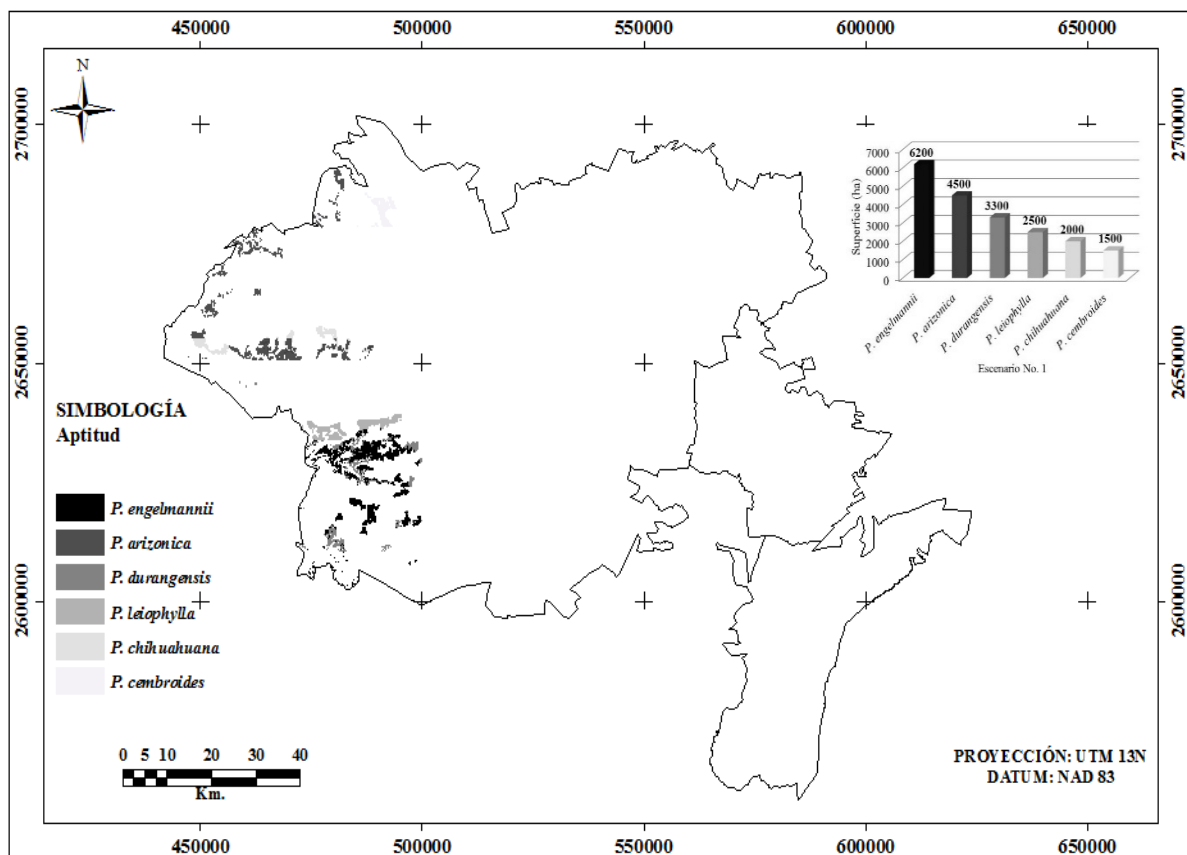 450000 500000 550000 600000 650000
N
2700000 2650000 2600000
2700000 2650000 2600000
Superficie (ha)
7000
6000
5000
4000
3000
2000
1000
0
6200 4500 3300 2500 2000 1500
P. engelmannii P. arizonica P. durangensis P. leiophylla P. chihuahuana P. cembroides
Escenario No. 1
SIMBOLOGÍA
Aptitud
P. engelmannii
P. arizonica
P. durangensis
P. leiophylla
P. chihuahuana
P. cembroides
0 5 10 20 30 40
Km.
PROYECCIÓN: UTM 13N
DATUM: NAD 83
450000 500000 550000 600000 650000